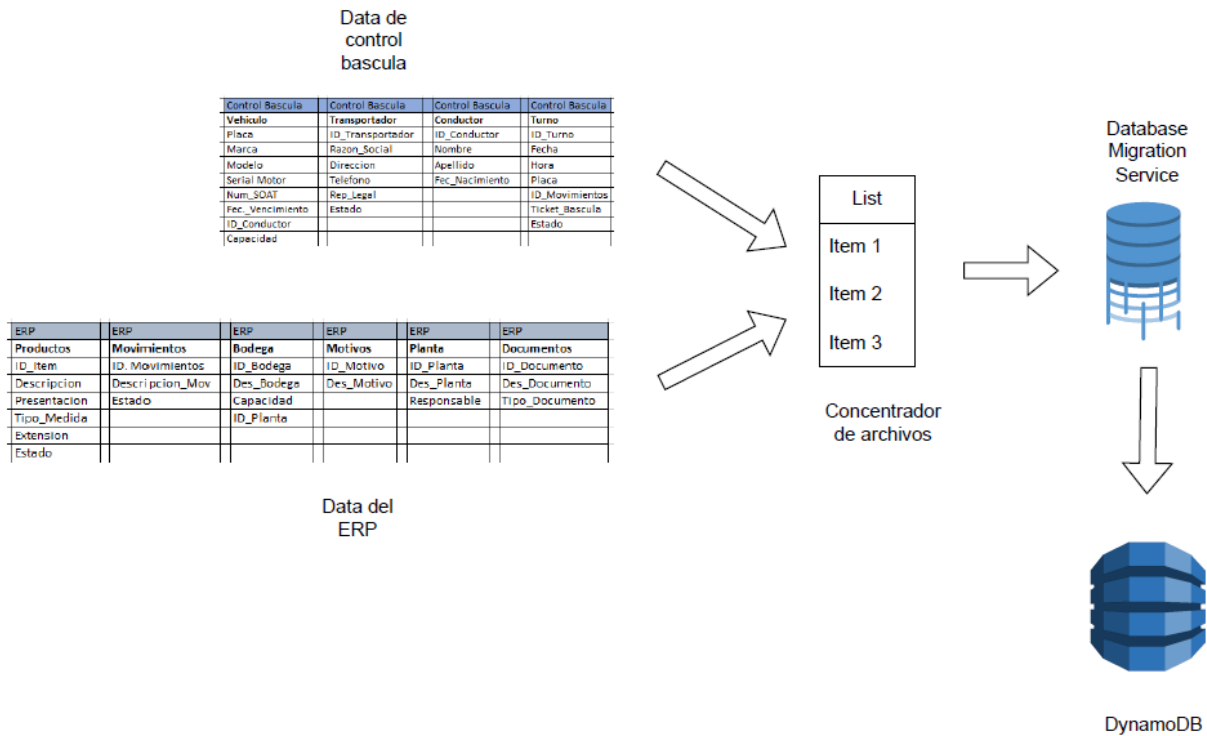 Data de
control
bascula
Control Bascula Control Bascula Control Bascula Control Bascula
Vehiculo Transportador Conductor Turno
Placa ID_Transportador ID_Conductor ID_Turno
Marca Razon_Social Nombre Fecha
Modelo Direccion Apellido Hora
Serial Motor Telefono Fec_Nacimiento Placa
Num_SOAT Rep_Legal ID_Movimientos
Fec._Vencimiento Estado Ticket_Bascula
ID_Conductor Estado
Capacidad
ERP ERP ERP ERP ERP ERP
Productos Movimientos Bodega Motivos Planta Documentos
ID_Item ID. Movimientos ID_Bodega ID_Motivo ID_Planta ID_Documento
Descripcion Descripcion_Mov Des_Bodega Des_Motivo Des_Planta Des_Documento
Presentacion Estado Capacidad Responsable Tipo_Documento
Tipo_Medida ID_Planta
Extension
Estado
Data del
ERP
List
Item 1
Item 2
Item 3
Concentrador
de archivos
Database
Migration
Service
DynamoDB